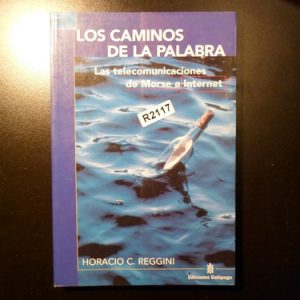 LOS CAMINOS
DE LA PALABRA
Las telecomunicaciones
de Morse a Internet
R2117
HORACIO C. REGGINI
Ediciones Galápago